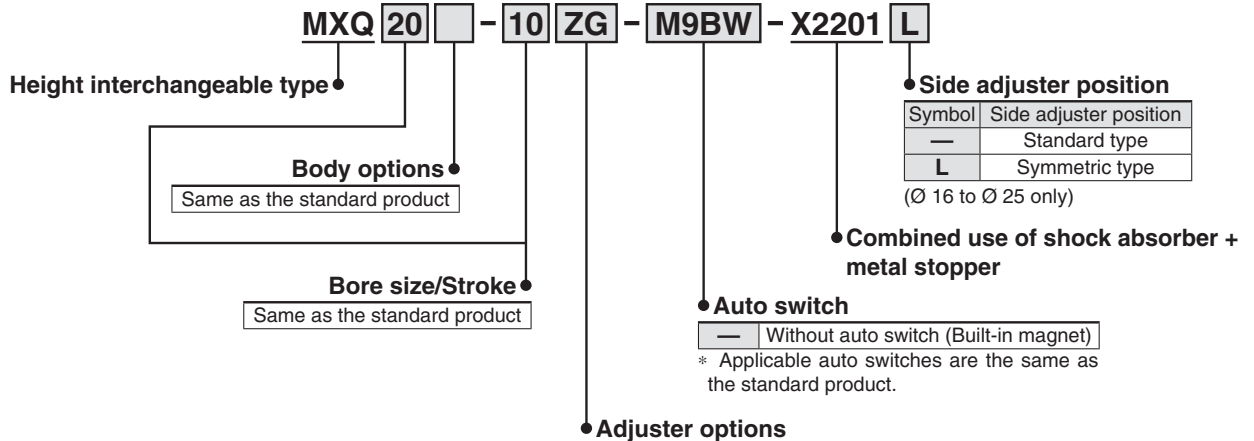 MXQ 20 - 10 ZG - M9BW - X2201 L
Height interchangeable type
Side adjuster position
Symbol Side adjuster position
— Standard type
L Symmetric type
(Ø 16 to Ø 25 only)
Body options
Same as the standard product
Combined use of shock absorber +
metal stopper
Bore size/Stroke
Same as the standard product
Auto switch
— Without auto switch (Built-in magnet)
* Applicable auto switches are the same as
the standard product.
Adjuster options